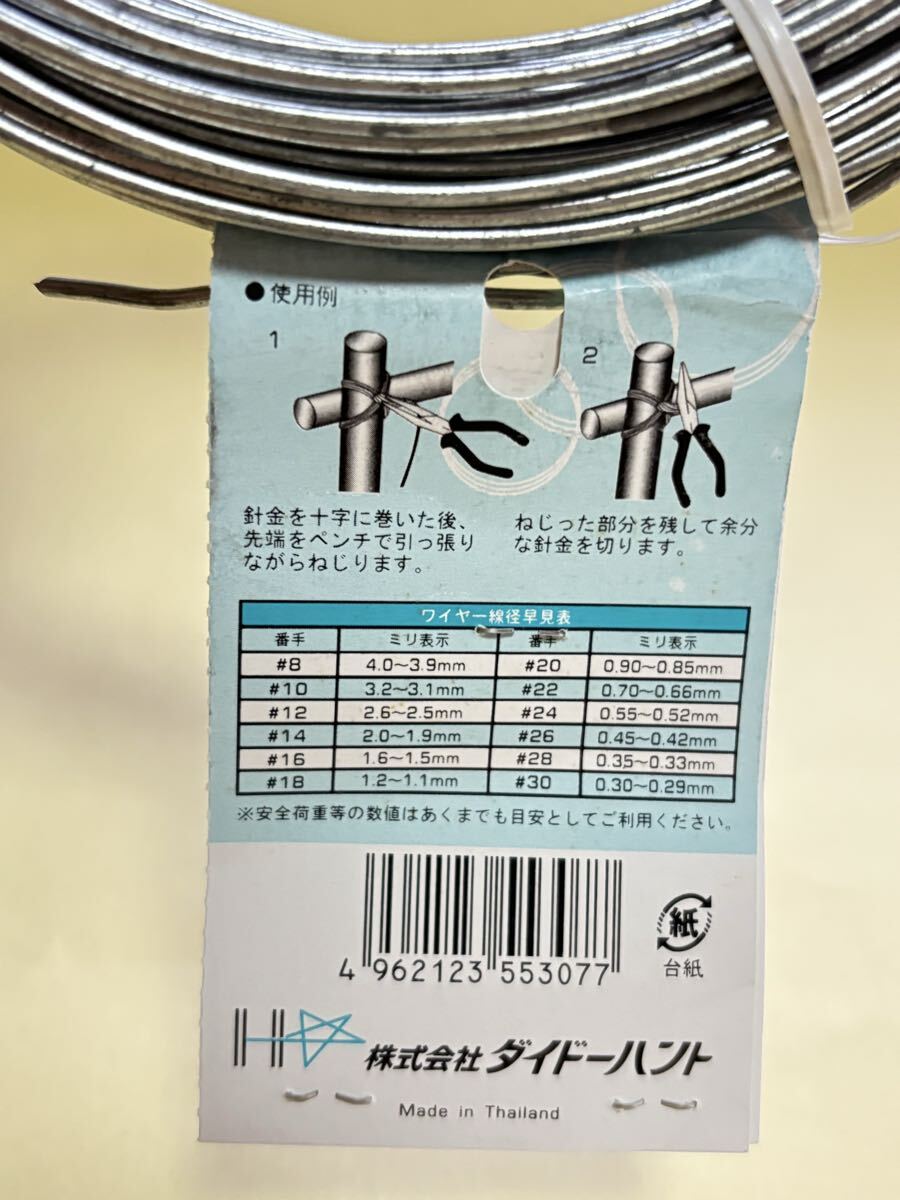 ●使用例
1
2
針金を十字に巻いた後、
先端をペンチで引っ張り
ながらねじります。
ねじった部分を残して余分
な針金を切ります。
ワイヤー線径早見表
番手 ミリ表示 番手 ミリ表示
#8 4.0〜3.9mm #20 0.90〜0.85mm
#10 3.2〜3.1mm #22 0.70〜0.66mm
#12 2.6〜2.5mm #24 0.55〜0.52mm
#14 2.0〜1.9mm #26 0.45〜0.42mm
#16 1.6〜1.5mm #28 0.35〜0.33mm
#18 1.2〜1.1mm #30 0.30〜0.29mm
※安全荷重等の数値はあくまでも目安としてご利用ください。
4 962123 553077
紙
台紙
株式会社 ダイドーハント
Made in Thailand